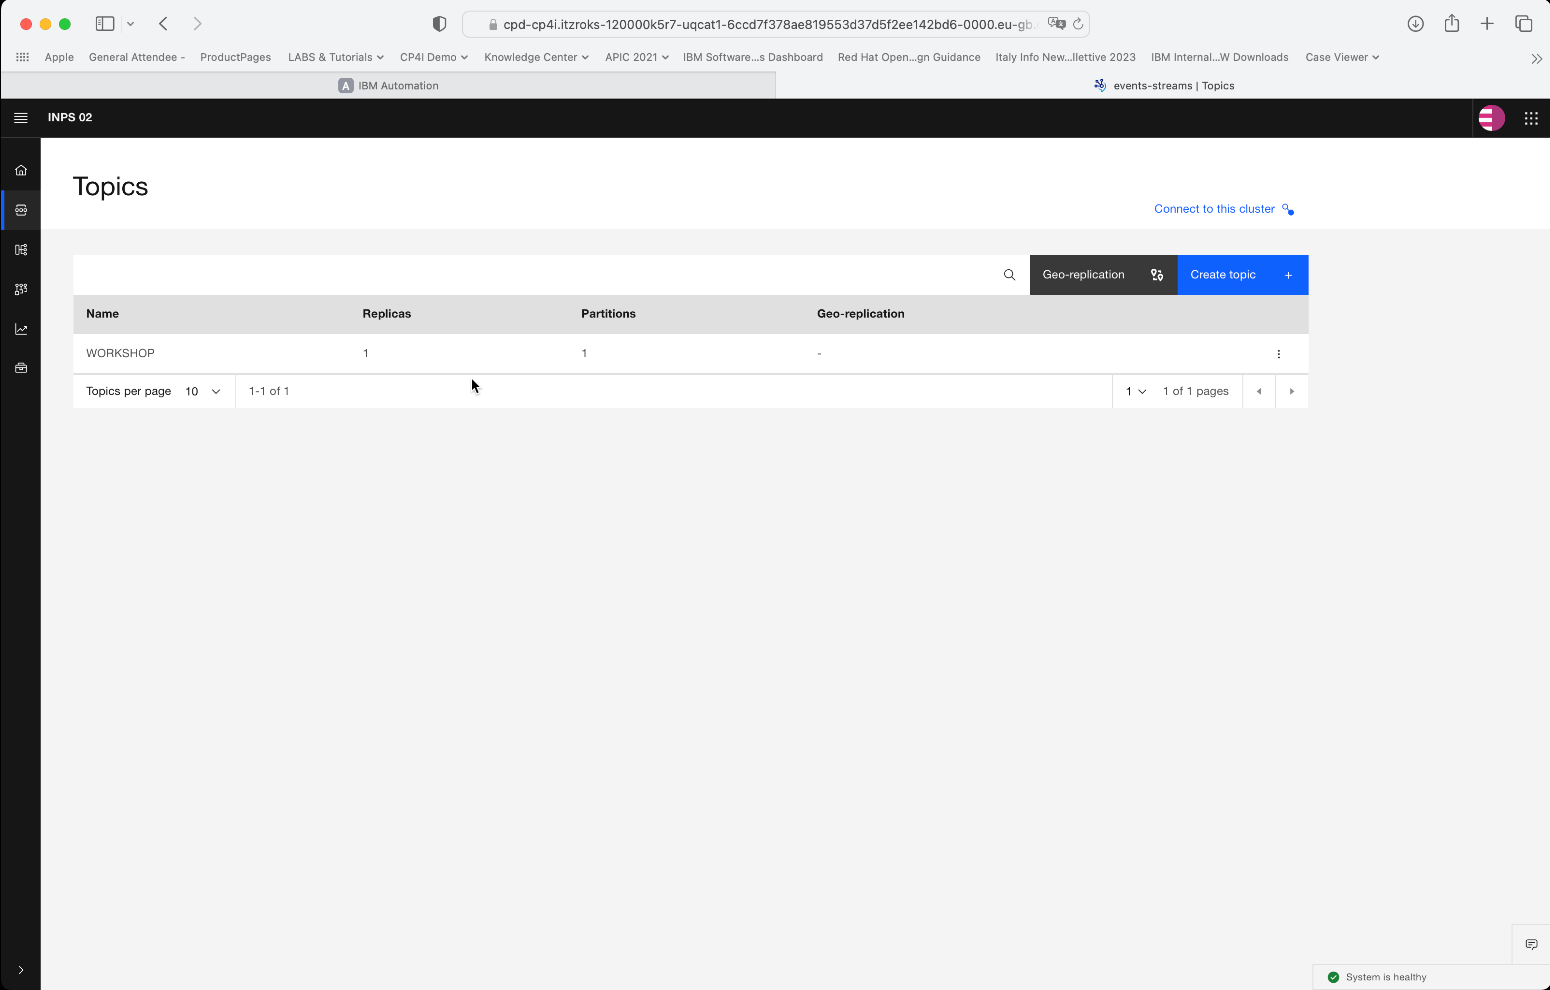 cpd-cp4i.itzroks-120000k5r7-uqcat1-6ccd7f378ae819553d37d5f2ee142bd6-0000.eu-gb.
Apple General Attendee - ProductPages LABS & Tutorials CP4I Demo Knowledge Center APIC 2021 IBM Software...s Dashboard Red Hat Open...gn Guidance Italy Info New...llettive 2023 IBM Internal...W Downloads Case Viewer
A IBM Automation events-streams | Topics
INPS 02
Topics
Connect to this cluster
Geo-replication Create topic +
Name Replicas Partitions Geo-replication
WORKSHOP 1 1 -
Topics per page 10 1-1 of 1 1 1 of 1 pages
System is healthy